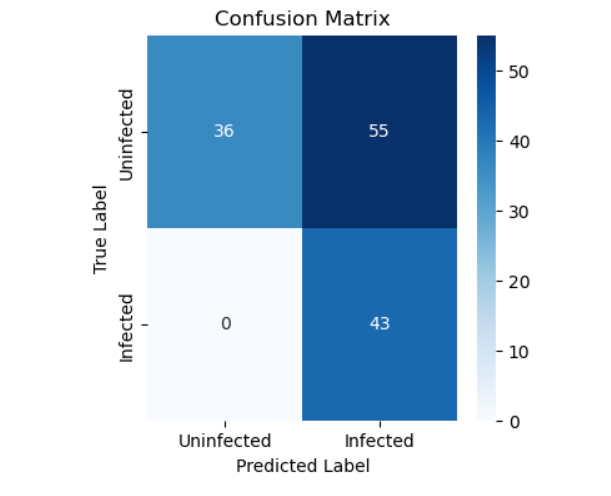 Confusion Matrix
True Label
Uninfected
Infected
36
55
0
43
Uninfected
Infected
Predicted Label
50
40
30
20
10
0